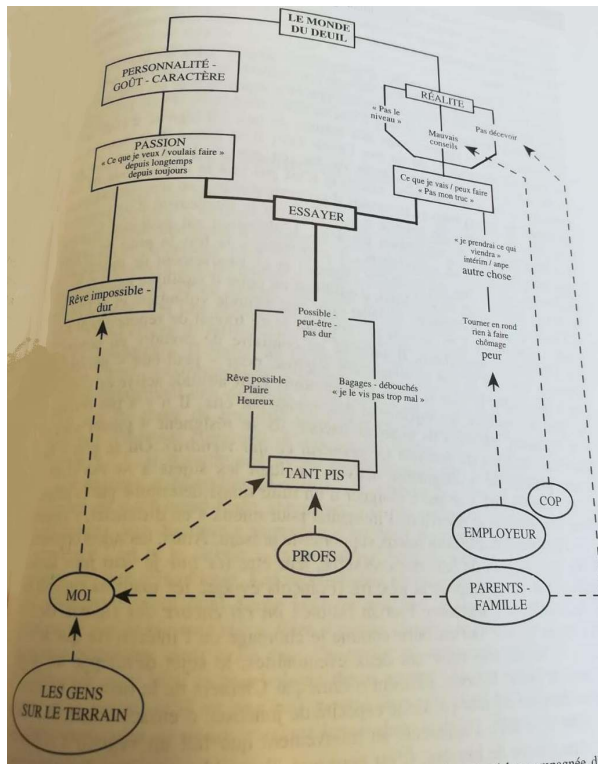 LE MONDE
DU DEUIL
PERSONNALITÉ -
GOÛT - CARACTÈRE
RÉALITE
« Pas le
niveau »
Mauvais
conseils
Pas décevoir
PASSION
« Ce que je veux / voulais faire »
depuis longtemps
depuis toujours
Ce que je vais / peux faire
« Pas mon truc »
ESSAYER
« je prendrai ce qui
viendra »
intérim / anpe
autre chose
Rêve impossible -
dur
Possible -
peut-être -
pas dur
Tourner en rond
rien à faire
chômage
peur
Rêve possible
Plaire
Heureux
Bagages - débouchés
« je le vis pas trop mal »
TANT PIS
COP
EMPLOYEUR
PROFS
MOI
PARENTS -
FAMILLE
LES GENS
SUR LE TERRAIN